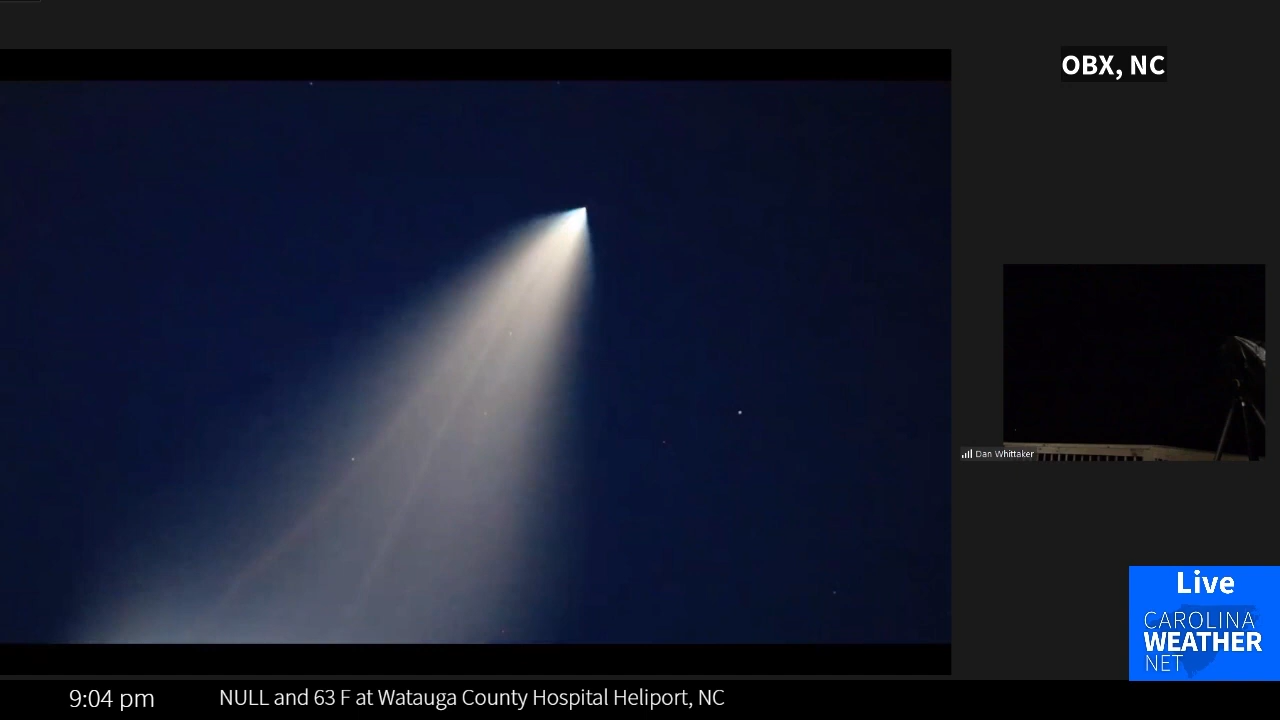 OBX, NC
Dan Whittaker
Live
CAROLINA
WEATHER
NET
9:04 pm NULL and 63 F at Watauga County Hospital Heliport, NC